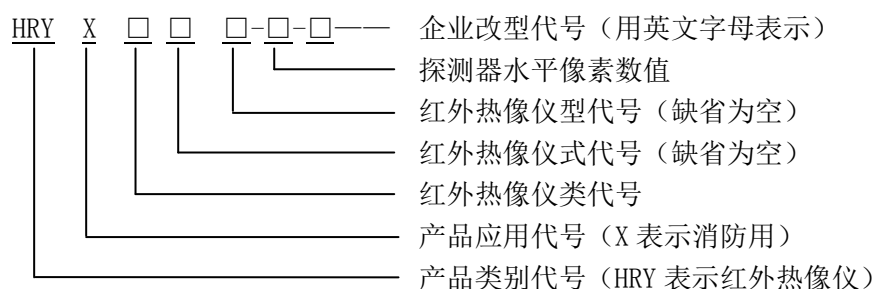 HRY X □ □ □-□-□—— 企业改型代号（用英文字母表示）
探测器水平像素数值
红外热像仪型代号（缺省为空）
红外热像仪式代号（缺省为空）
红外热像仪类代号
产品应用代号（X 表示消防用）
产品类别代号（HRY 表示红外热像仪）